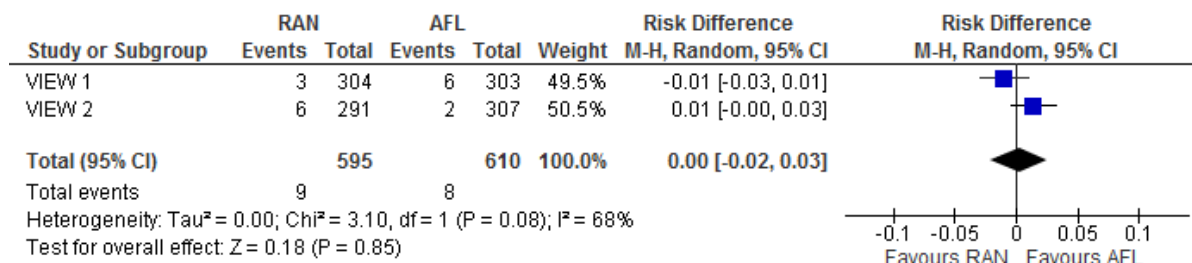 RAN AFL Risk Difference Risk Difference
Study or Subgroup Events Total Events Total Weight M-H, Random, 95% CI M-H, Random, 95% CI
VIEW 1 3 304 6 303 49.5% -0.01 [-0.03, 0.01]
VIEW 2 6 291 2 307 50.5% 0.01 [-0.00, 0.03]
Total (95% CI) 595 610 100.0% 0.00 [-0.02, 0.03]
Total events 9 8
Heterogeneity: Tau² = 0.00; Chi² = 3.10, df = 1 (P = 0.08); I² = 68%
Test for overall effect: Z = 0.18 (P = 0.85)
-0.1 -0.05 0 0.05 0.1
Favours RAN Favours AFL